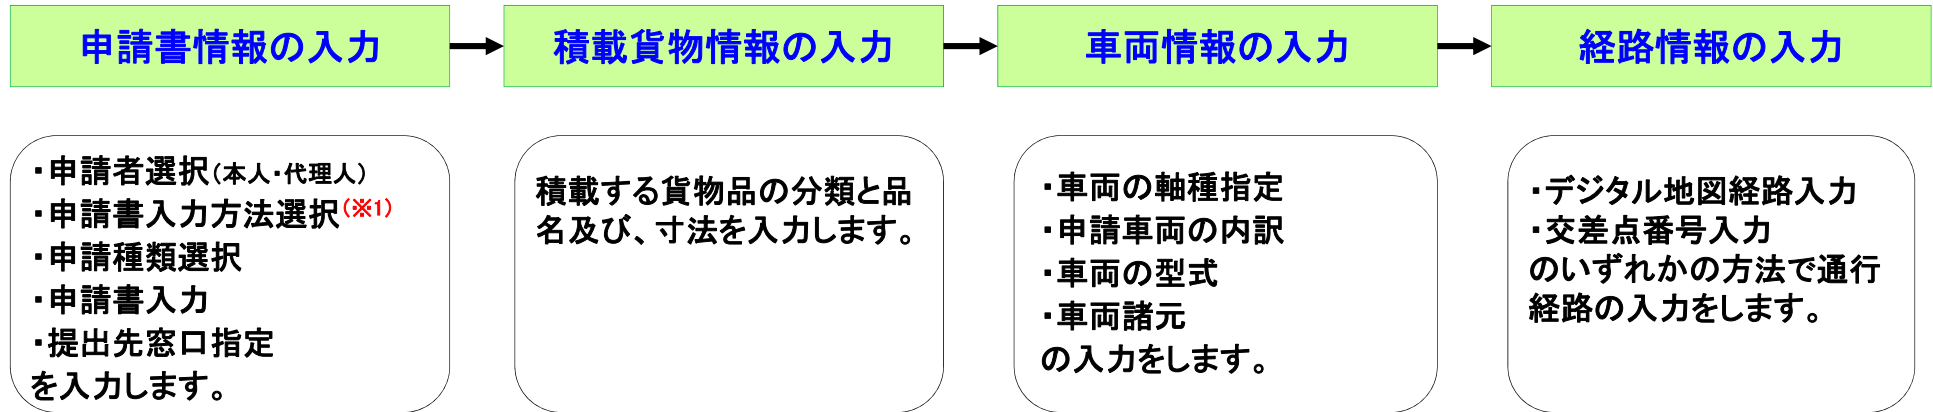 申請書情報の入力
積載貨物情報の入力
車両情報の入力
経路情報の入力
・申請者選択(本人・代理人)
・申請書入力方法選択(※1)
・申請種類選択
・申請書入力
・提出先窓口指定
を入力します。
積載する貨物品の分類と品
名及び、寸法を入力します。
・車両の軸種指定
・申請車両の内訳
・車両の型式
・車両諸元
の入力をします。
・デジタル地図経路入力
・交差点番号入力
のいずれかの方法で通行
経路の入力をします。